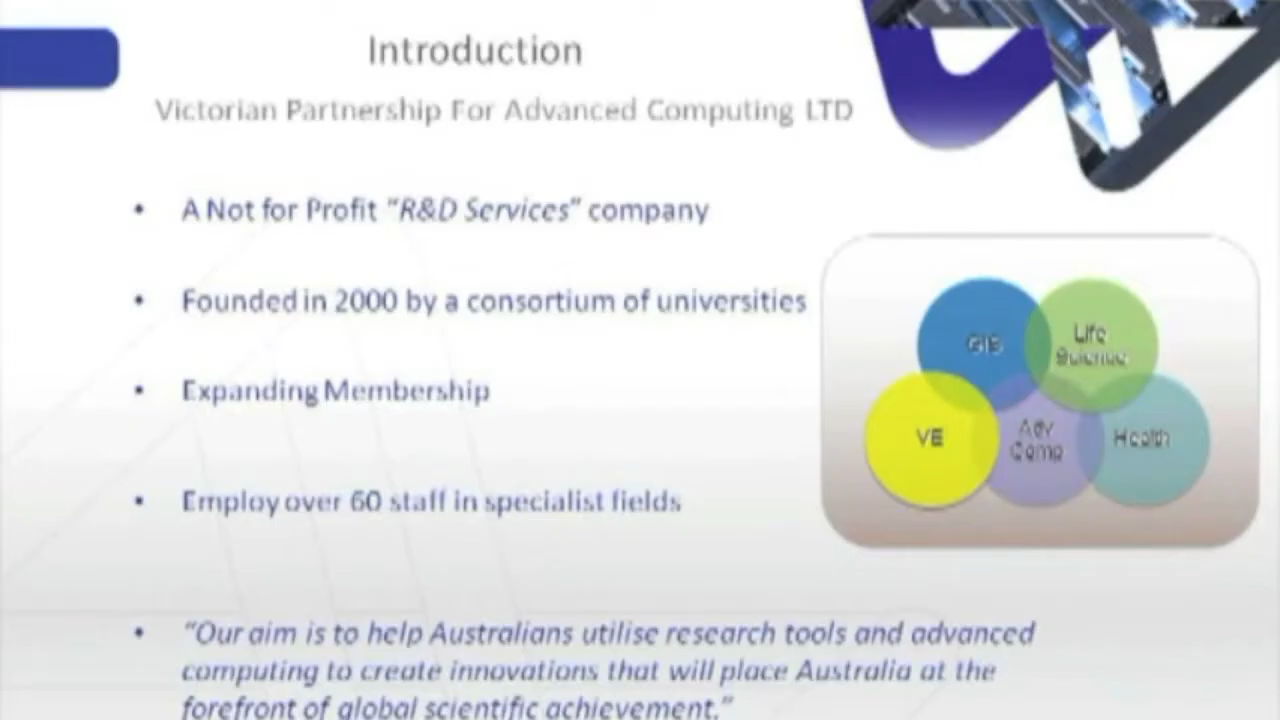 Introduction
Victorian Partnership For Advanced Computing LTD
• A Not for Profit “R&D Services” company
• Founded in 2000 by a consortium of universities
• Expanding Membership
• Employ over 60 staff in specialist fields
• “Our aim is to help Australians utilise research tools and advanced
computing to create innovations that will place Australia at the
forefront of global scientific achievement.”
GIS
Life
Science
VE
Adv
Comp
Health